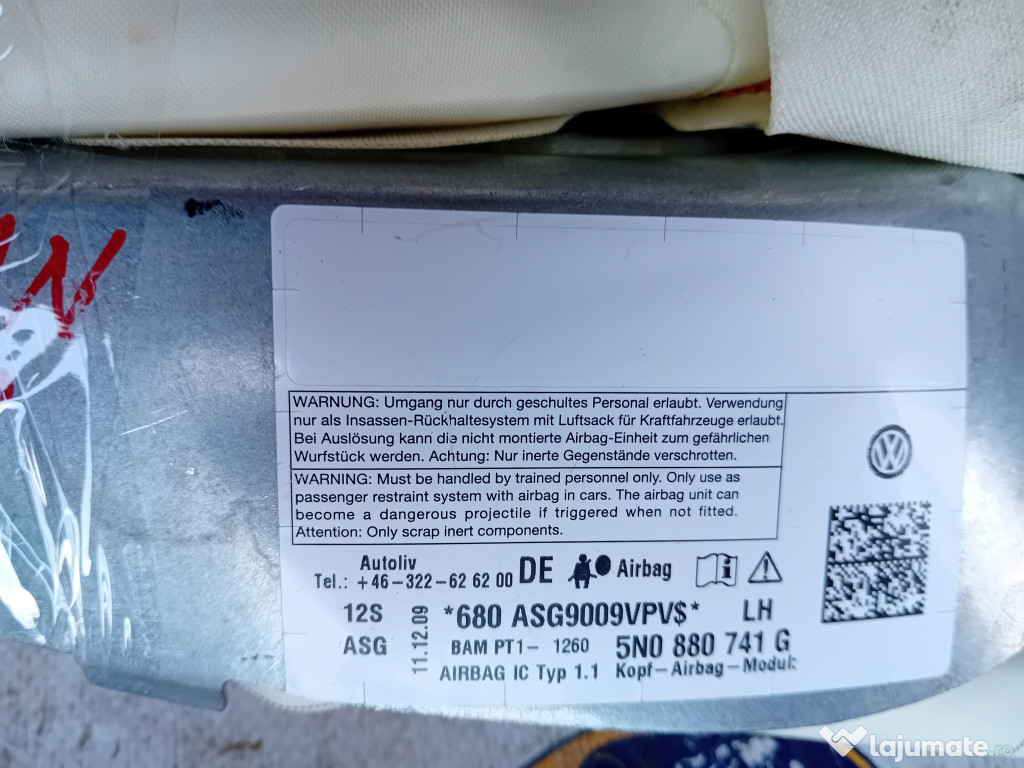 WARNUNG: Umgang nur durch geschultes Personal erlaubt. Verwendung
nur als Insassen-Rückhaltesystem mit Luftsack für Kraftfahrzeuge erlaubt.
Bei Auslösung kann die nicht montierte Airbag-Einheit zum gefährlichen
Wurfstück werden. Achtung: Nur inerte Gegenstände verschrotten.
WARNING: Must be handled by trained personnel only. Only use as
passenger restraint system with airbag in cars. The airbag unit can
become a dangerous projectile if triggered when not fitted.
Attention: Only scrap inert components.
Autoliv
Tel.: +46-322-62 62 00 DE Airbag
12S 11.12.09 *680 ASG9009VPV$* LH
ASG BAM PT1- 1260 5N0 880 741 G
AIRBAG IC Typ 1.1 Kopf-Airbag-Modul:
lajumate.ro